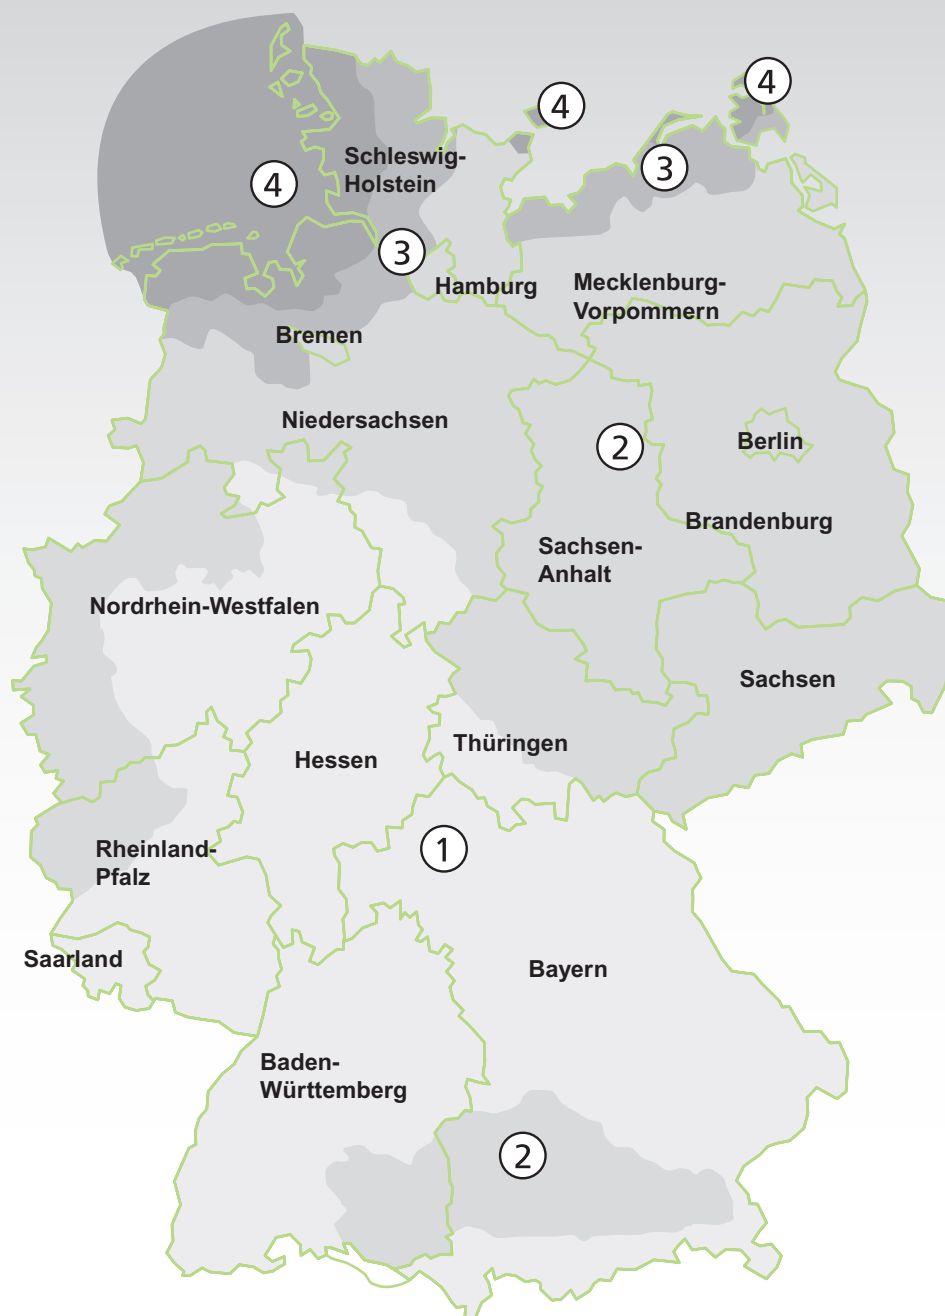 4
4
4
Schleswig-
Holstein
3
3
Hamburg
Mecklenburg-
Vorpommern
Bremen
Niedersachsen
2
Berlin
Brandenburg
Sachsen-
Anhalt
Nordrhein-Westfalen
Sachsen
Thüringen
Hessen
1
Rheinland-
Pfalz
Saarland
Bayern
Baden-
Württemberg
2